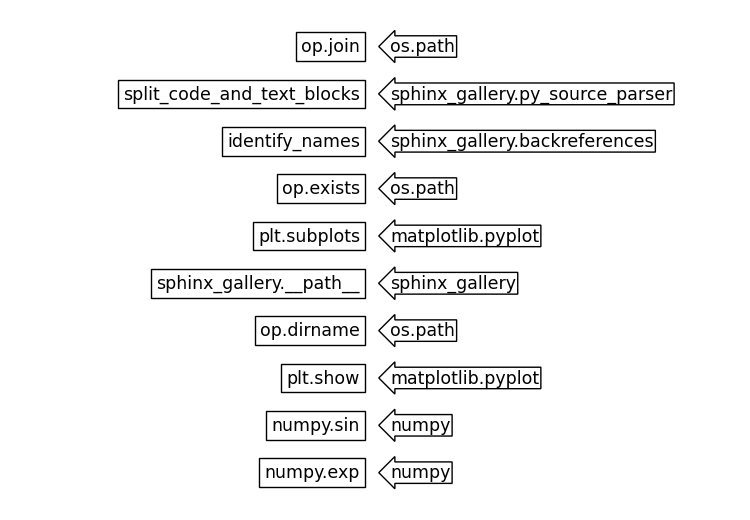 op.join os.path
split_code_and_text_blocks sphinx_gallery.py_source_parser
identify_names sphinx_gallery.backreferences
op.exists os.path
plt.subplots matplotlib.pyplot
sphinx_gallery.__path__ sphinx_gallery
op.dirname os.path
plt.show matplotlib.pyplot
numpy.sin numpy
numpy.exp numpy